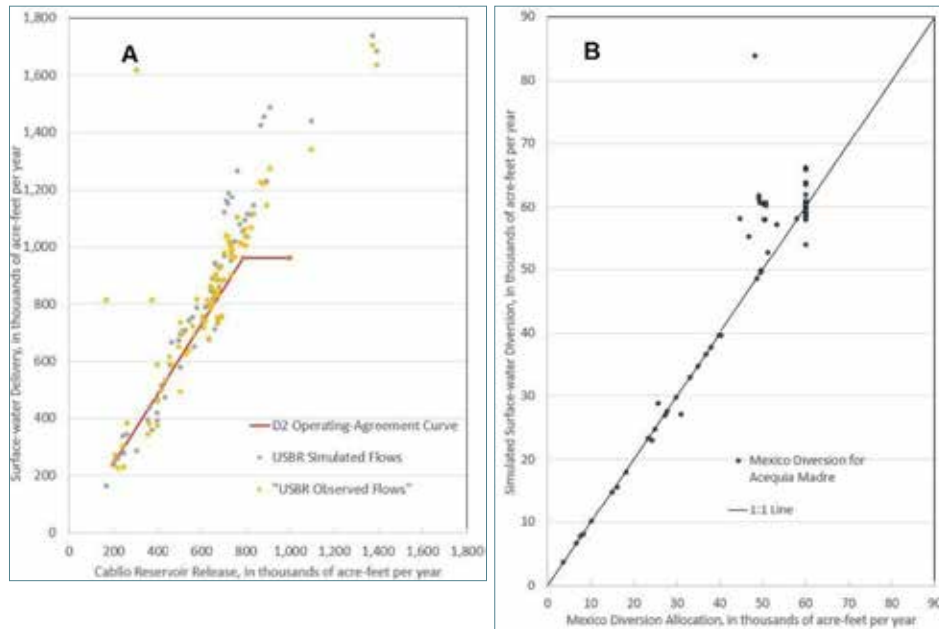 A
Surface-water Delivery, in thousands of acre-feet per year
1,800
1,600
1,400
1,200
1,000
800
600
400
200
0
D2 Operating-Agreement Curve
USBR Simulated Flows
"USBR Observed Flows"
0 200 400 600 800 1,000 1,200 1,400 1,600 1,800
Cabllo Reservoir Release, in thousands of acre-feet per year
B
Simulated Surface-water Diversion, in thousands of acre-feet per year
90
80
70
60
50
40
30
20
10
0
Mexico Diversion for
Acequia Madre
1:1 Line
0 10 20 30 40 50 60 70 80 90
Mexico Diversion Allocation, in thousands of acre-feet per year